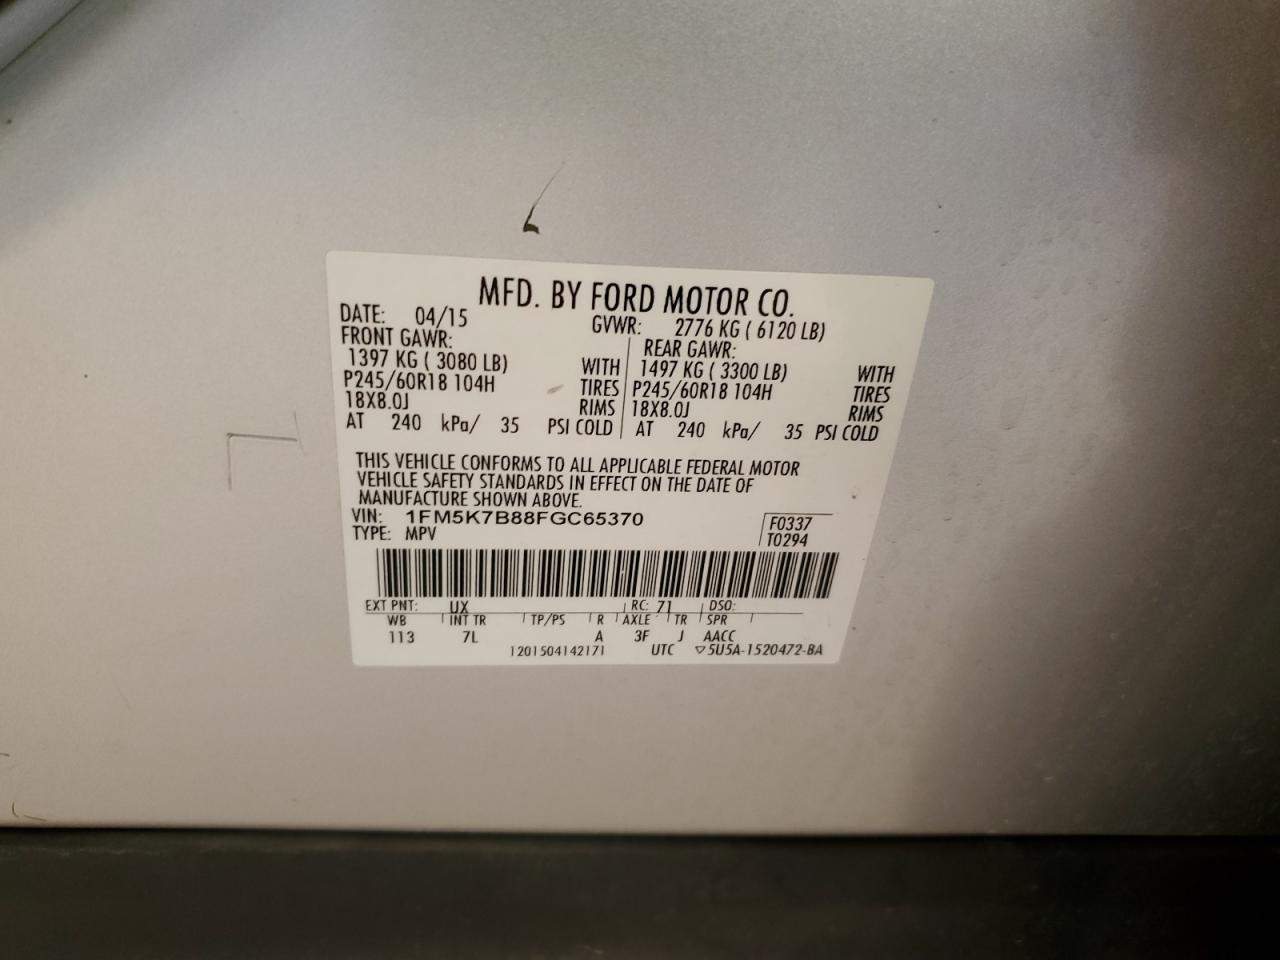 MFD. BY FORD MOTOR CO.
DATE: 04/15 GVWR: 2776 KG ( 6120 LB)
FRONT GAWR: REAR GAWR:
1397 KG ( 3080 LB) WITH 1497 KG ( 3300 LB) WITH
P245/60R18 104H TIRES P245/60R18 104H TIRES
18X8.0J RIMS 18X8.0J RIMS
AT 240 kPa/ 35 PSI COLD AT 240 kPa/ 35 PSI COLD
THIS VEHICLE CONFORMS TO ALL APPLICABLE FEDERAL MOTOR
VEHICLE SAFETY STANDARDS IN EFFECT ON THE DATE OF
MANUFACTURE SHOWN ABOVE.
VIN: 1FM5K7B88FGC65370 F0337
TYPE: MPV T0294
EXT PNT: UX RC: 71 DSO:
WB INT TR TP/PS R AXLE TR SPR
113 7L A 3F J AACC
1201504142171 UTC ▽5U5A-1520472-BA